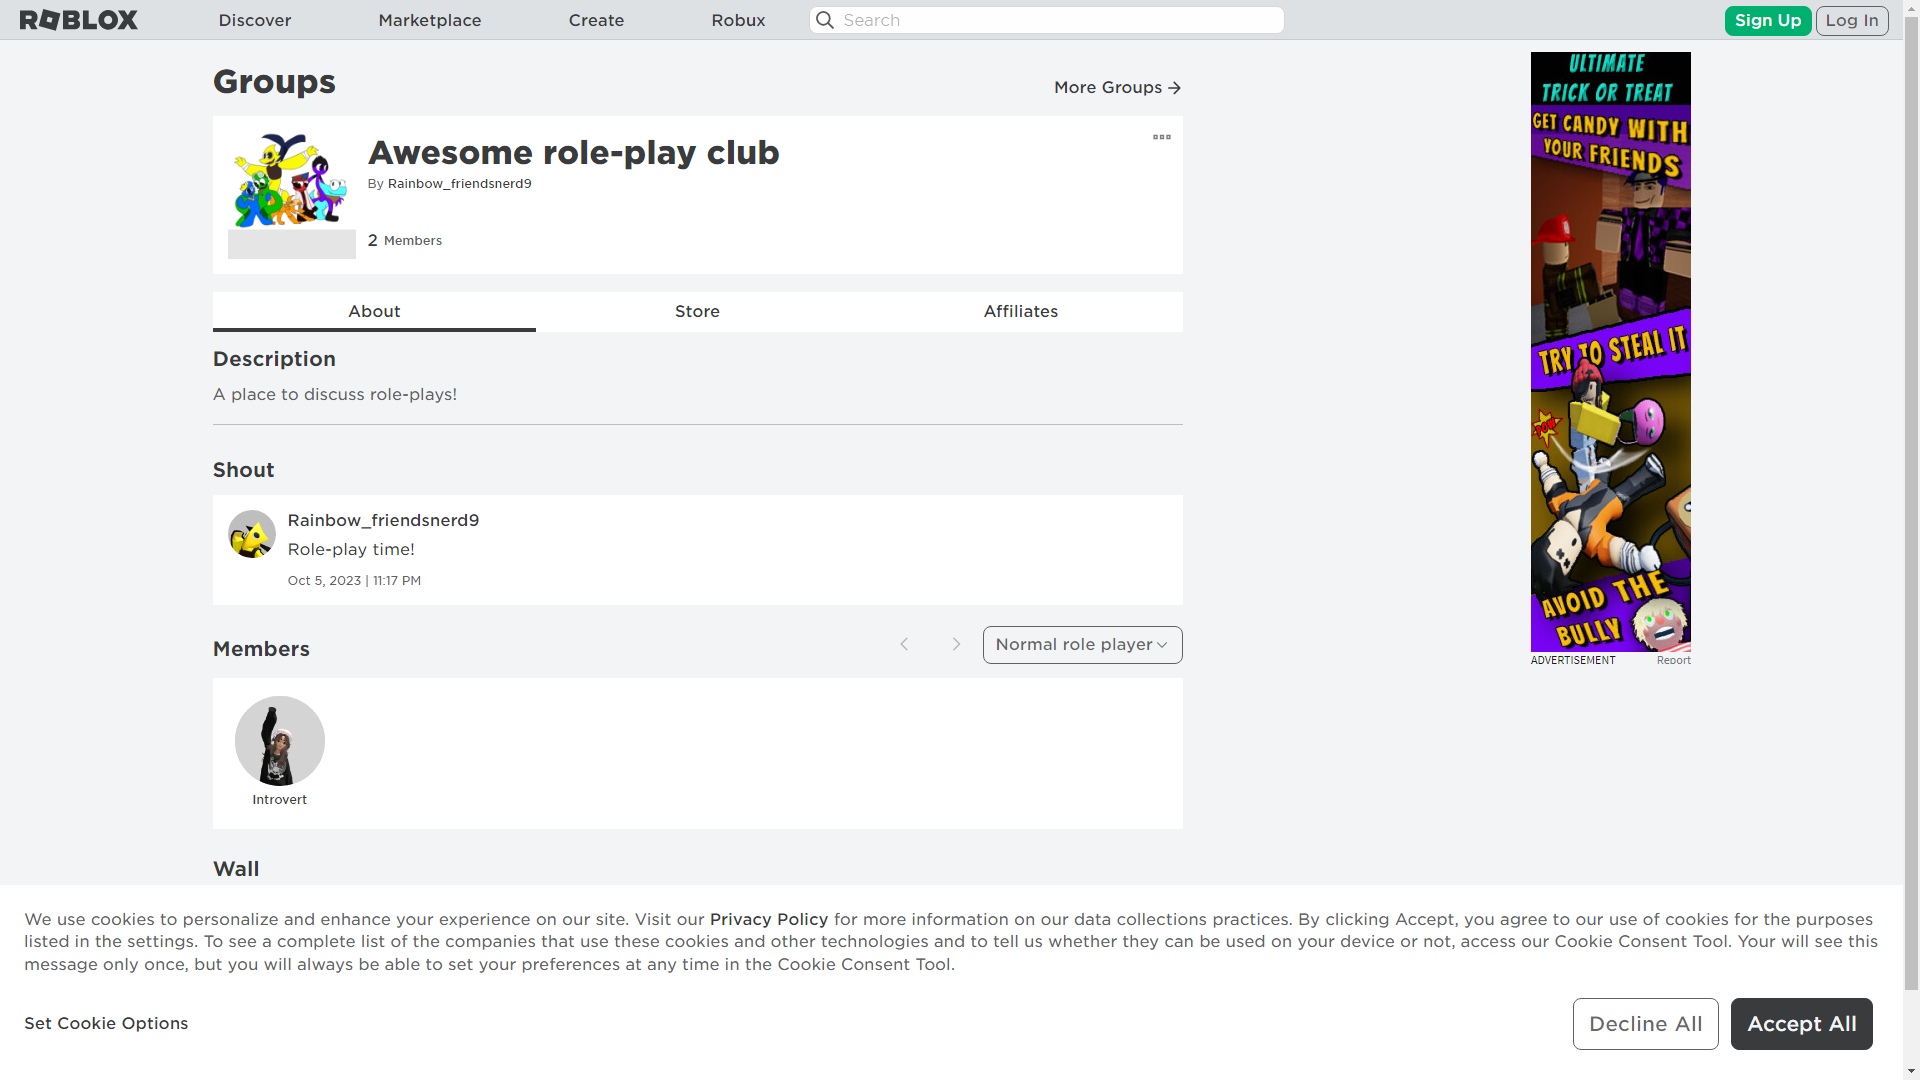 ROBLOX
Discover
Marketplace
Create
Robux
Search
Sign Up
Log In
Groups
More Groups
Awesome role-play club
By Rainbow_friendsnerd9
2 Members
About
Store
Affiliates
Description
A place to discuss role-plays!
Shout
Rainbow_friendsnerd9
Role-play time!
Oct 5, 2023 | 11:17 PM
Members
Normal role player
Introvert
Wall
ULTIMATE
TRICK OR TREAT
GET CANDY WITH
YOUR FRIENDS
TRY TO STEAL IT
POW
AVOID THE
BULLY
ADVERTISEMENT
Report
We use cookies to personalize and enhance your experience on our site. Visit our Privacy Policy for more information on our data collections practices. By clicking Accept, you agree to our use of cookies for the purposes
listed in the settings. To see a complete list of the companies that use these cookies and other technologies and to tell us whether they can be used on your device or not, access our Cookie Consent Tool. Your will see this
message only once, but you will always be able to set your preferences at any time in the Cookie Consent Tool.
Set Cookie Options
Decline All
Accept All